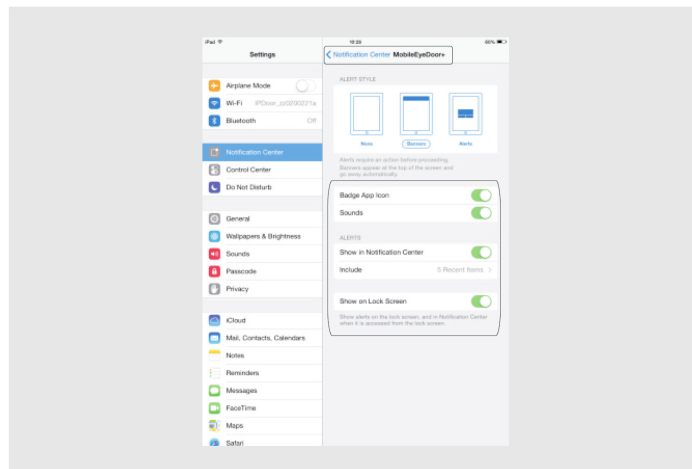 iPad
10:28
60%
Settings
Notification Center MobileEyeDoor+
Airplane Mode
Wi-Fi
Bluetooth Off
Notification Center
Control Center
Do Not Disturb
General
Wallpapers & Brightness
Sounds
Passcode
Privacy
iCloud
Mail, Contacts, Calendars
Notes
Reminders
Messages
FaceTime
Maps
Safari
ALERT STYLE
None Banners Alerts
Alerts require an action before proceeding.
Banners appear at the top of the screen and
go away automatically.
Badge App Icon
Sounds
ALERTS
Show in Notification Center
Include 5 Recent Items
Show on Lock Screen
Show alerts on the lock screen, and in Notification Center
when it is accessed from the lock screen.